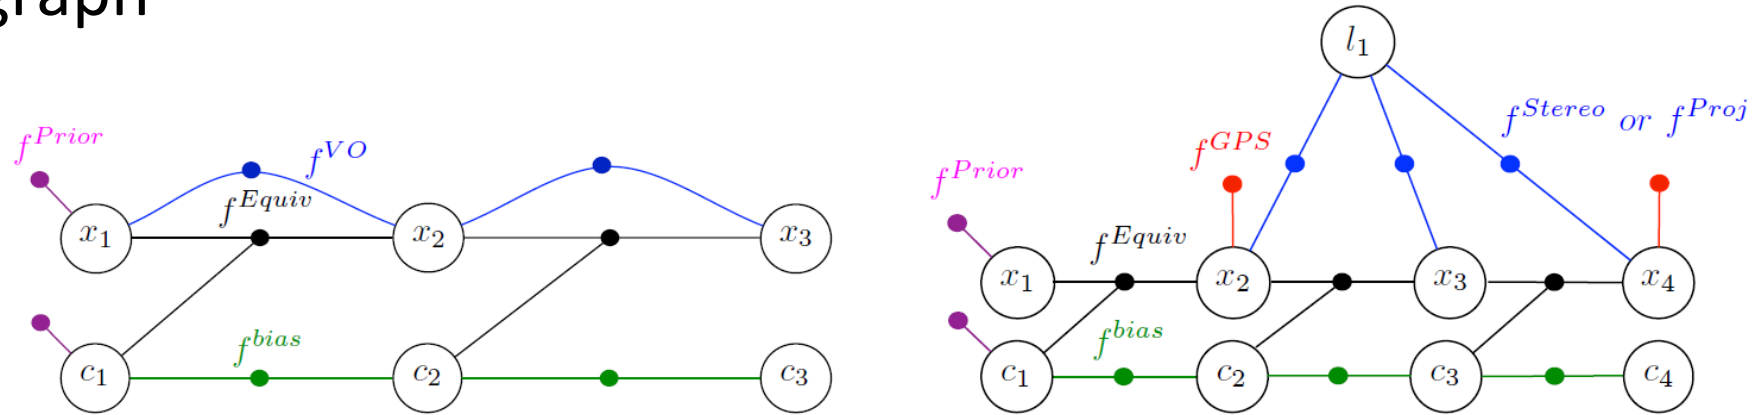 graph
f^{Prior}
f^{VO}
f^{Equiv}
x_1
x_2
x_3
f^{bias}
c_1
c_2
c_3
l_1
f^{Stereo} or f^{Proj}
f^{GPS}
f^{Prior}
f^{Equiv}
x_1
x_2
x_3
x_4
f^{bias}
c_1
c_2
c_3
c_4